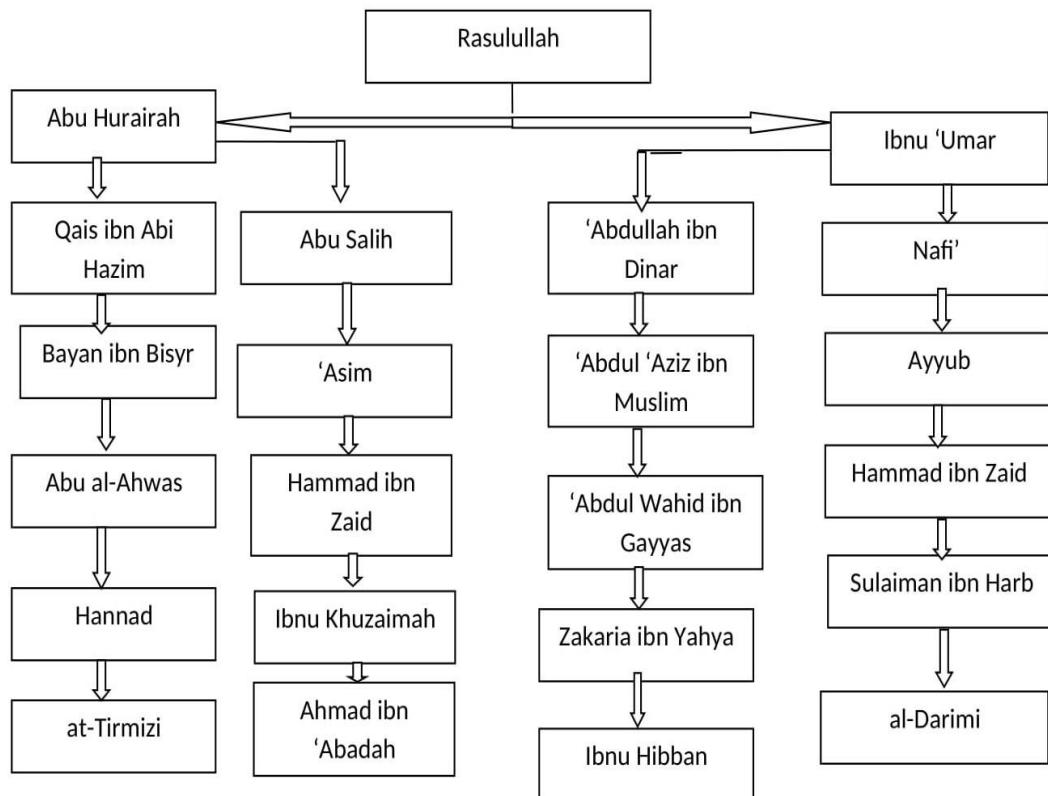 Rasulullah
Abu Hurairah
Ibnu ‘Umar
Qais ibn Abi
Hazim
Abu Salih
‘Abdullah ibn
Dinar
Nafi’
Bayan ibn Bisyr
‘Asim
‘Abdul ‘Aziz ibn
Muslim
Ayyub
Abu al-Ahwas
Hammad ibn
Zaid
‘Abdul Wahid ibn
Gayyas
Hammad ibn Zaid
Hannad
Ibnu Khuzaimah
Zakaria ibn Yahya
Sulaiman ibn Harb
at-Tirmizi
Ahmad ibn
‘Abadah
Ibnu Hibban
al-Darimi